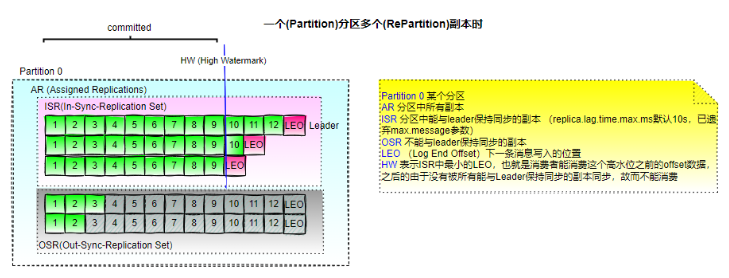 一个(Partition)分区多个(RePartition)副本时
committed
HW (High Watermark)
Partition 0
AR (Assigned Replications)
ISR(In-Sync-Replication Set)
1 2 3 4 5 6 7 8 9 10 11 12 LEO Leader
1 2 3 4 5 6 7 8 9 10 LEO
1 2 3 4 5 6 7 8 9 LEO
1 2 3 4 5 6 7 8 9 10 11 12 LEO
1 2 3 4 5 6 7 8 9 10 11 12 LEO
OSR(Out-Sync-Replication Set)
Partition 0 某个分区
AR 分区中所有副本
ISR 分区中能与leader保持同步的副本 （replica.lag.time.max.ms默认10s，已遗
弃max.message参数）
OSR 不能与leader保持同步的副本
LEO （Log End Offset）下一条消息写入的位置
HW 表示ISR中最小的LEO，也就是消费者能消费这个高水位之前的offset数据，
之后的由于没有被所有能与Leader保持同步的副本同步，故而不能消费